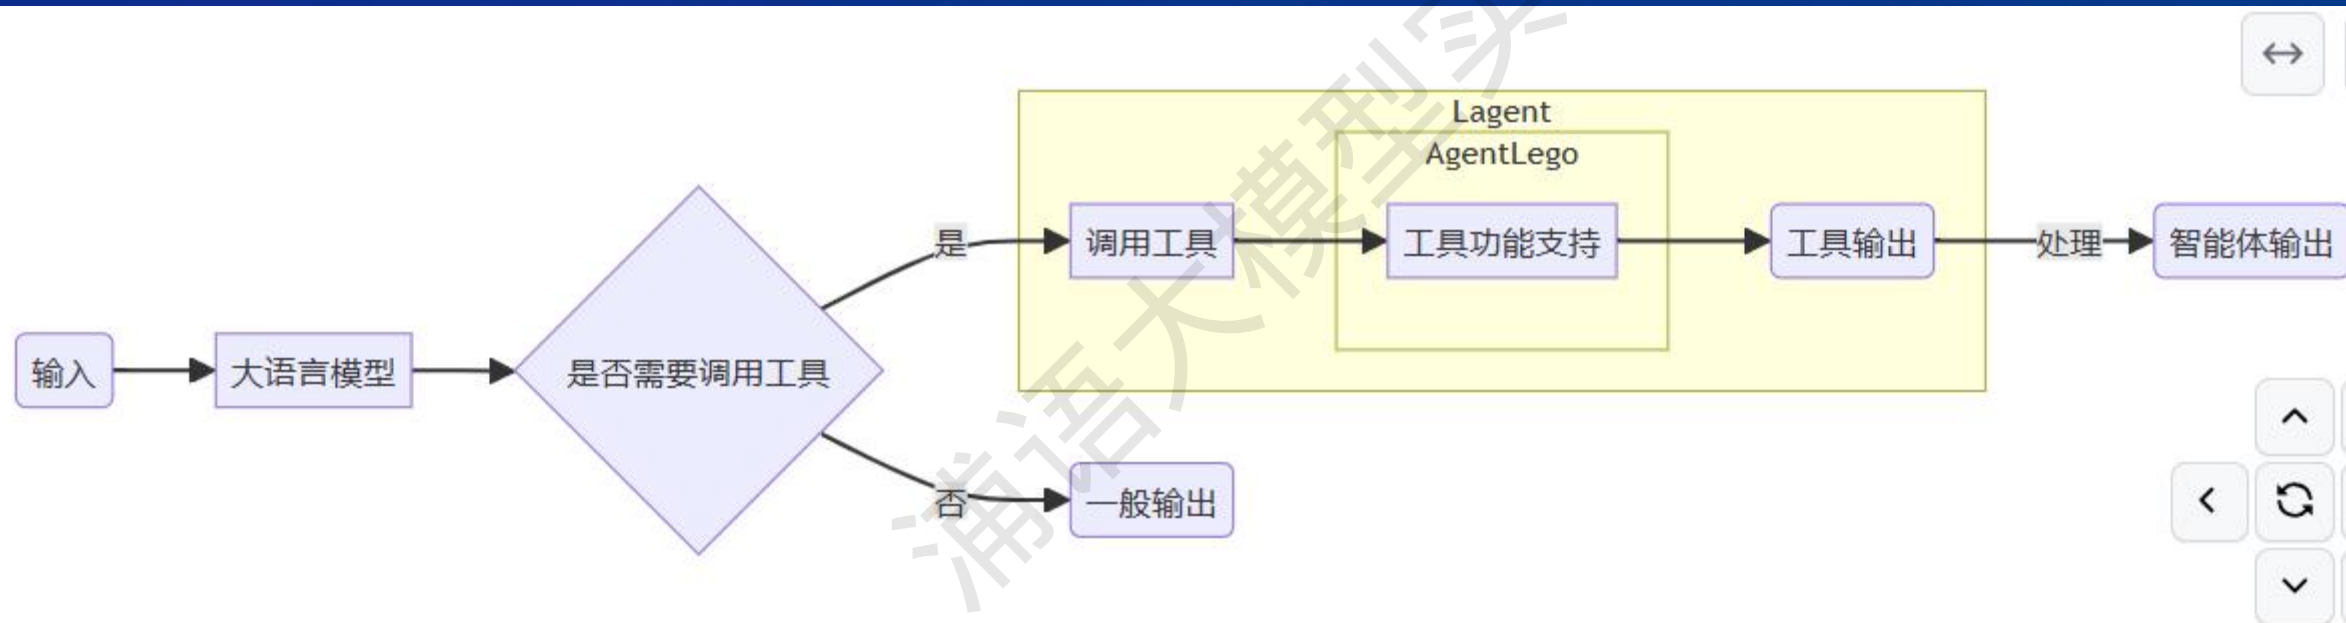 Lagent
AgentLego
是
调用工具
工具功能支持
工具输出
处理
智能体输出
输入
大语言模型
是否需要调用工具
否
一般输出
浦语大模型实